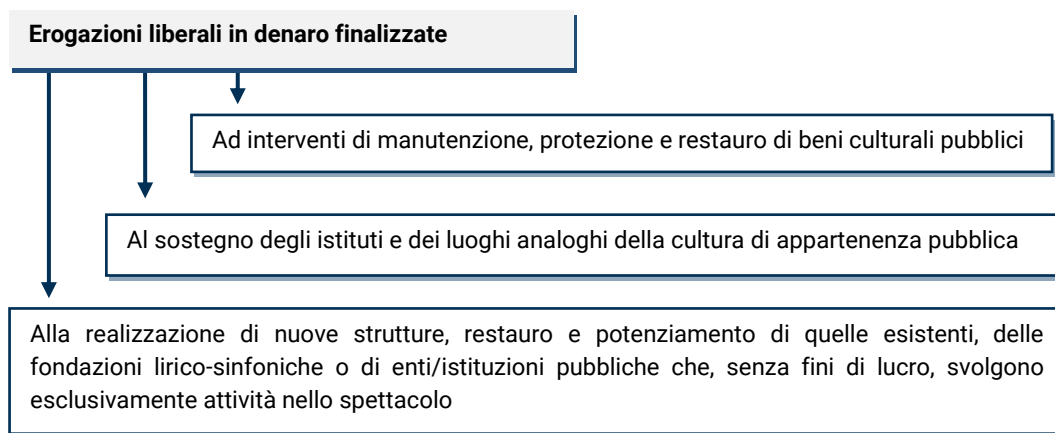 Erogazioni liberali in denaro finalizzate
Ad interventi di manutenzione, protezione e restauro di beni culturali pubblici
Al sostegno degli istituti e dei luoghi analoghi della cultura di appartenenza pubblica
Alla realizzazione di nuove strutture, restauro e potenziamento di quelle esistenti, delle
fondazioni lirico-sinfoniche o di enti/istituzioni pubbliche che, senza fini di lucro, svolgono
esclusivamente attività nello spettacolo